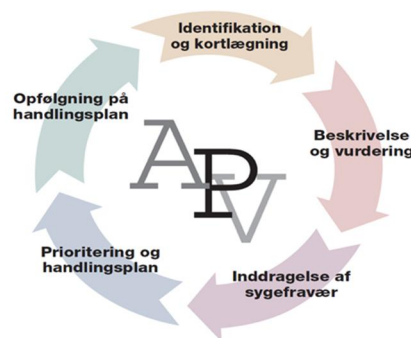 Identifikation
og kortlægning
Beskrivelse
og vurdering
Inddragelse af
sygefravær
Prioritering og
handlingsplan
Opfølgning på
handlingsplan
APV